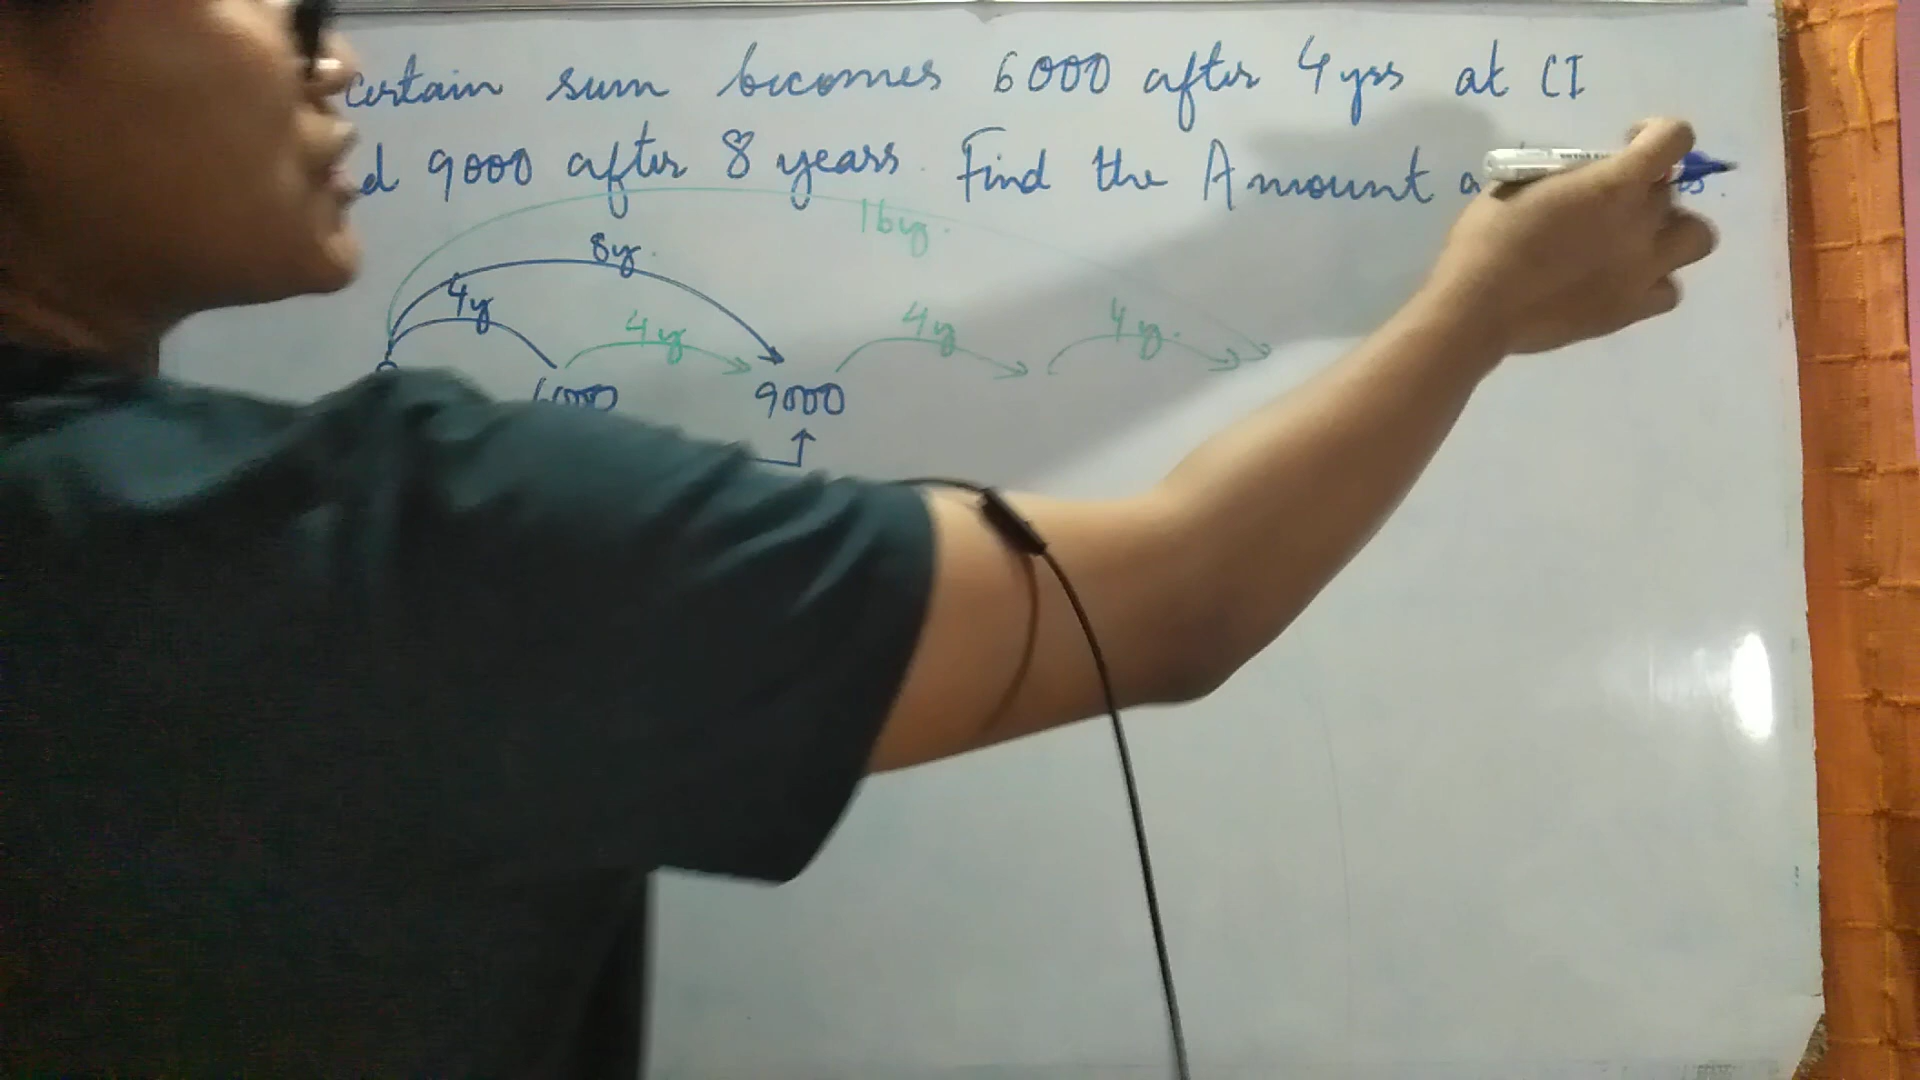 certain sum becomes 6000 after 4 yrs at CI
9000 after 8 years. Find the Amount
16y.
8y.
4y
4y
4y
4y.
6000
9000